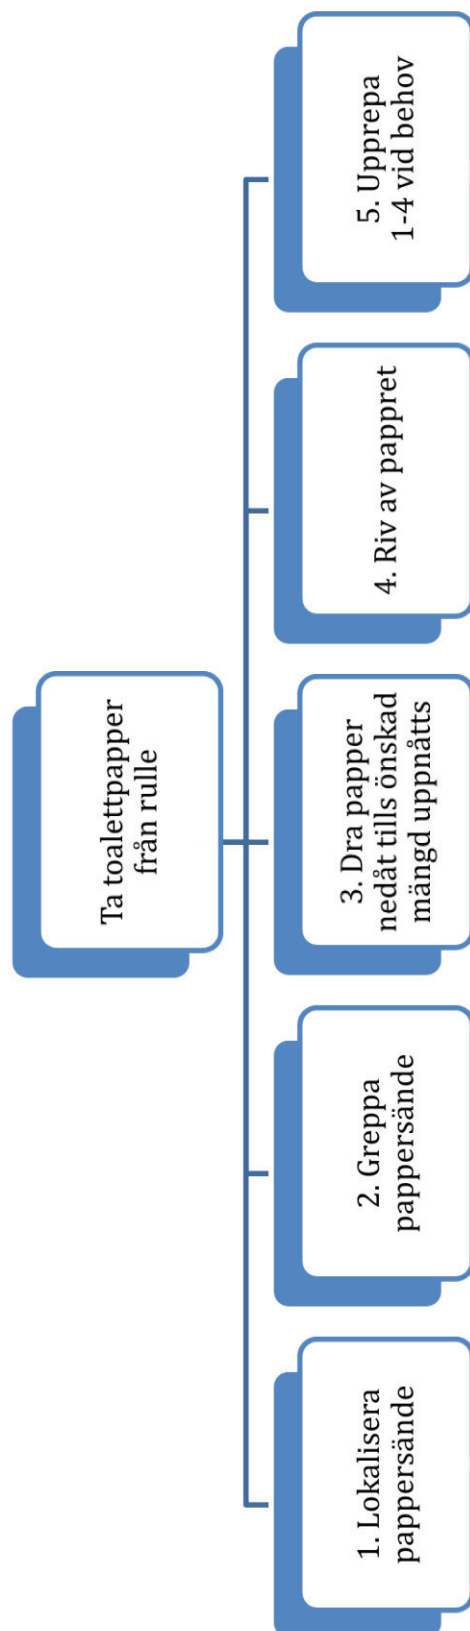 Ta toalettpapper
från rulle
1. Lokalisera
pappersände
2. Greppa
pappersände
3. Dra papper
nedåt tills önskad
mängd uppnåtts
4. Riv av pappret
5. Upprepa
1-4 vid behov